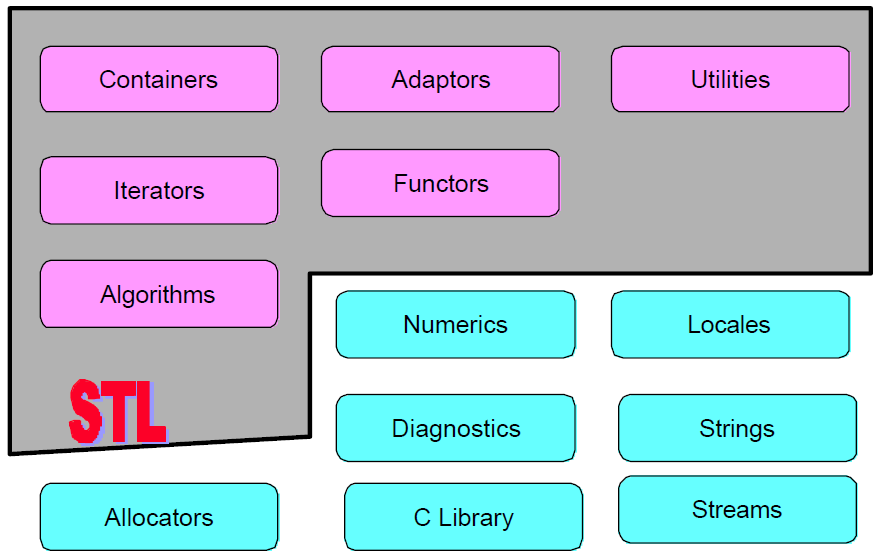 Containers
Adaptors
Utilities
Iterators
Functors
Algorithms
Numerics
Locales
STL
Diagnostics
Strings
Allocators
C Library
Streams